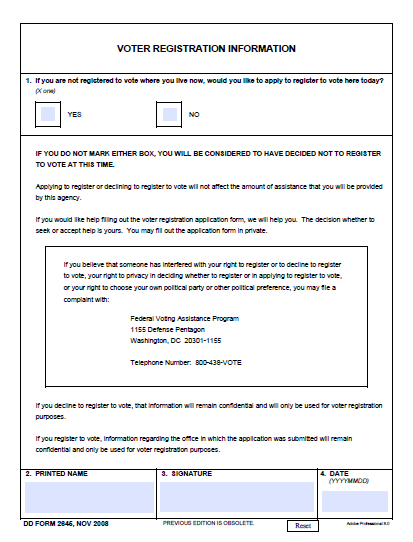 VOTER REGISTRATION INFORMATION
1. If you are not registered to vote where you live now, would you like to apply to register to vote here today?
(X one)
YES
NO
IF YOU DO NOT MARK EITHER BOX, YOU WILL BE CONSIDERED TO HAVE DECIDED NOT TO REGISTER
TO VOTE AT THIS TIME.
Applying to register or declining to register to vote will not affect the amount of assistance that you will be provided
by this agency.
If you would like help filling out the voter registration application form, we will help you. The decision whether to
seek or accept help is yours. You may fill out the application form in private.
If you believe that someone has interfered with your right to register or to decline to register
to vote, your right to privacy in deciding whether to register or in applying to register to vote,
or your right to choose your own political party or other political preference, you may file a
complaint with:
Federal Voting Assistance Program
1155 Defense Pentagon
Washington, DC 20301-1155
Telephone Number: 800-438-VOTE
If you decline to register to vote, that information will remain confidential and will only be used for voter registration
purposes.
If you register to vote, information regarding the office in which the application was submitted will remain
confidential and only be used for voter registration purposes.
2. PRINTED NAME
3. SIGNATURE
4. DATE
(YYYYMMDD)
DD FORM 2645, NOV 2008
PREVIOUS EDITION IS OBSOLETE.
Reset
Adobe Professional 8.0